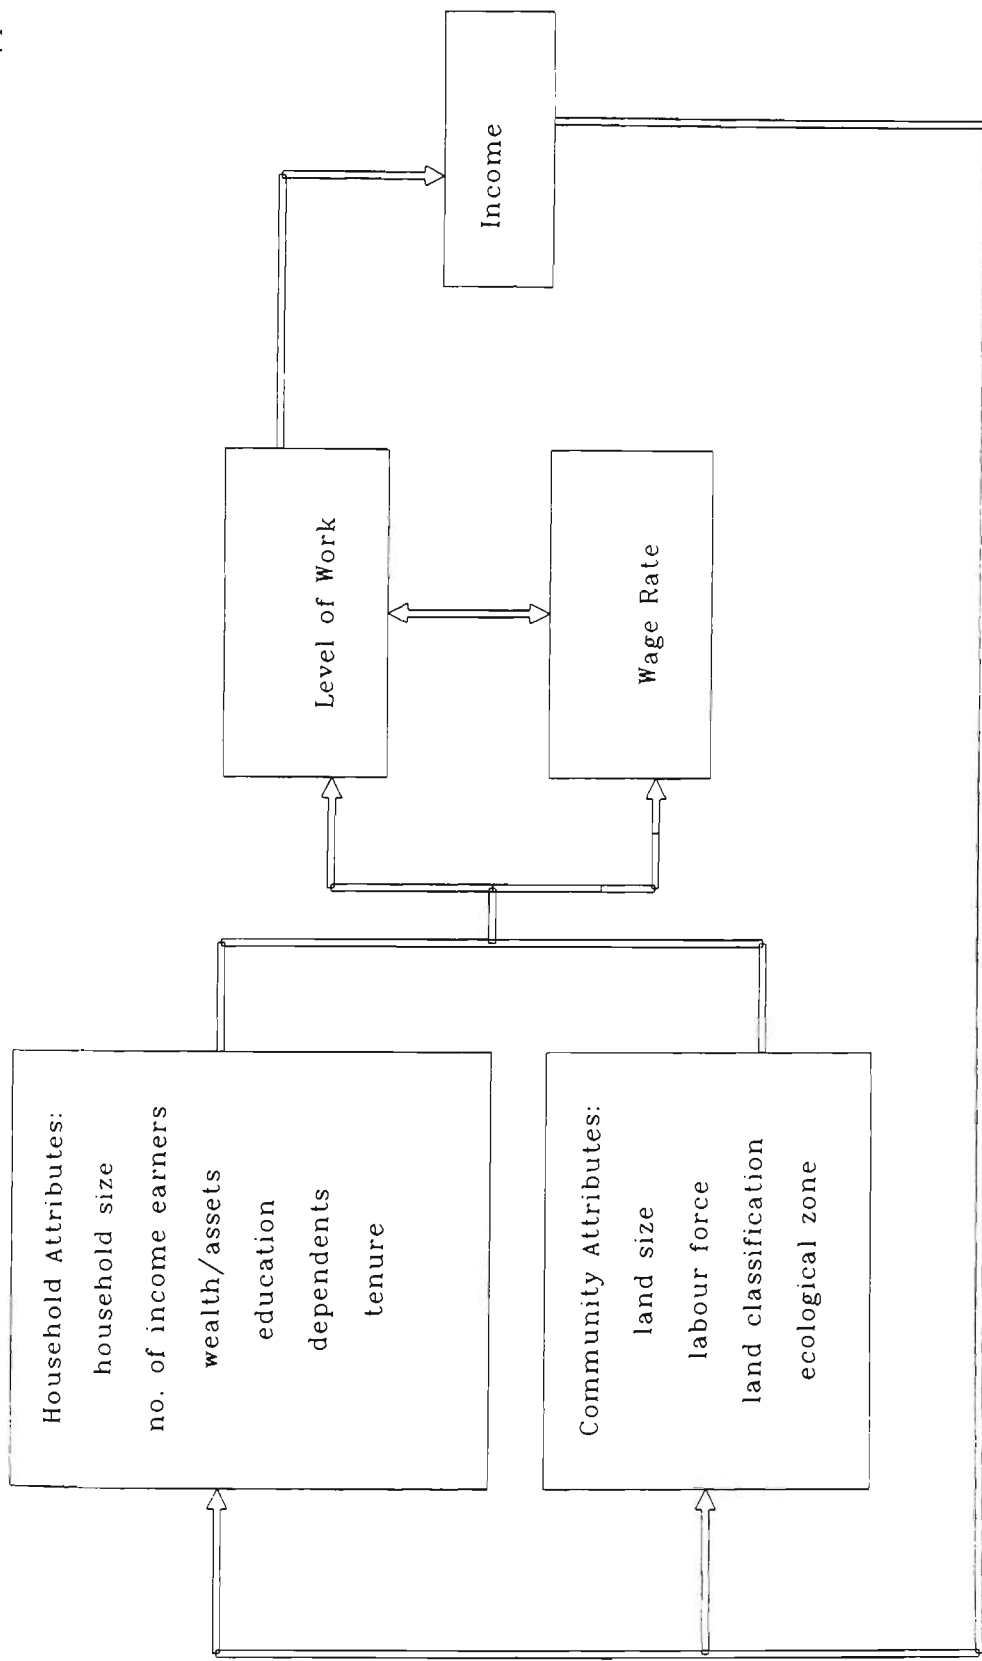 Household Attributes:
household size
no. of income earners
wealth/assets
education
dependents
tenure
Community Attributes:
land size
labour force
land classification
ecological zone
Level of Work
Wage Rate
Income